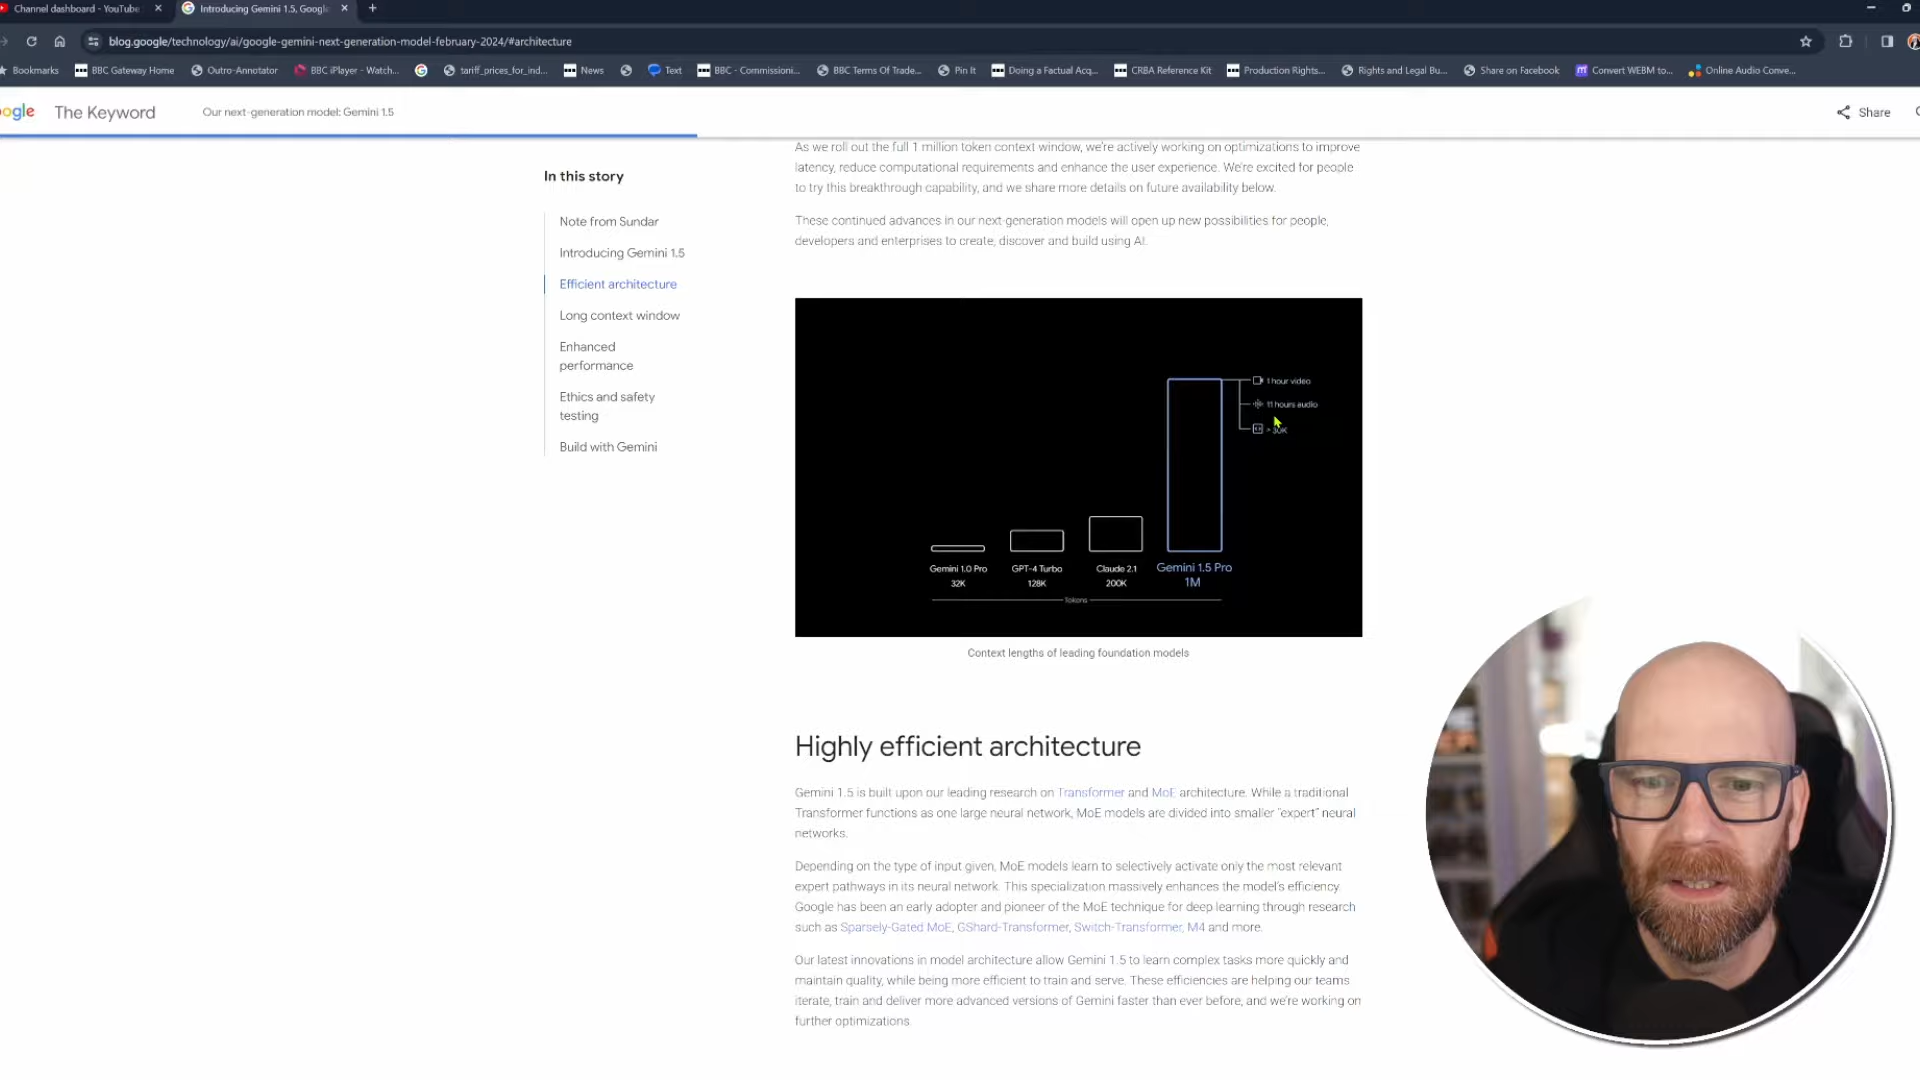 Channel dashboard - YouTube
Introducing Gemini 1.5, Googl
blog.google/technology/ai/google-gemini-next-generation-model-february-2024/#architecture
Bookmarks
BBC Gateway Home
Outro-Annotator
BBC iPlayer - Watch...
tariff_prices_for_ind...
News
Text
BBC - Commissioni...
BBC Terms Of Trade...
Pin It
Doing a Factual Acq...
CRBA Reference Kit
Production Rights...
Rights and Legal Bu...
Share on Facebook
Convert WEBM to...
Online Audio Conve...
ogle
The Keyword
Our next-generation model: Gemini 1.5
Share
In this story
Note from Sundar
Introducing Gemini 1.5
Efficient architecture
Long context window
Enhanced
performance
Ethics and safety
testing
Build with Gemini
As we roll out the full 1 million token context window, we're actively working on optimizations to improve
latency, reduce computational requirements and enhance the user experience. We're excited for people
to try this breakthrough capability, and we share more details on future availability below.
These continued advances in our next-generation models will open up new possibilities for people,
developers and enterprises to create, discover and build using AI.
1 hour video
11 hours audio
> 30K
Gemini 1.0 Pro
32K
GPT-4 Turbo
128K
Claude 2.1
200K
Gemini 1.5 Pro
1M
Tokens
Context lengths of leading foundation models
Highly efficient architecture
Gemini 1.5 is built upon our leading research on Transformer and MoE architecture. While a traditional
Transformer functions as one large neural network, MoE models are divided into smaller "expert" neural
networks.
Depending on the type of input given, MoE models learn to selectively activate only the most relevant
expert pathways in its neural network. This specialization massively enhances the model's efficiency.
Google has been an early adopter and pioneer of the MoE technique for deep learning through research
such as Sparsely-Gated MoE, GShard-Transformer, Switch-Transformer, M4 and more.
Our latest innovations in model architecture allow Gemini 1.5 to learn complex tasks more quickly and
maintain quality, while being more efficient to train and serve. These efficiencies are helping our teams
iterate, train and deliver more advanced versions of Gemini faster than ever before, and we're working on
further optimizations.